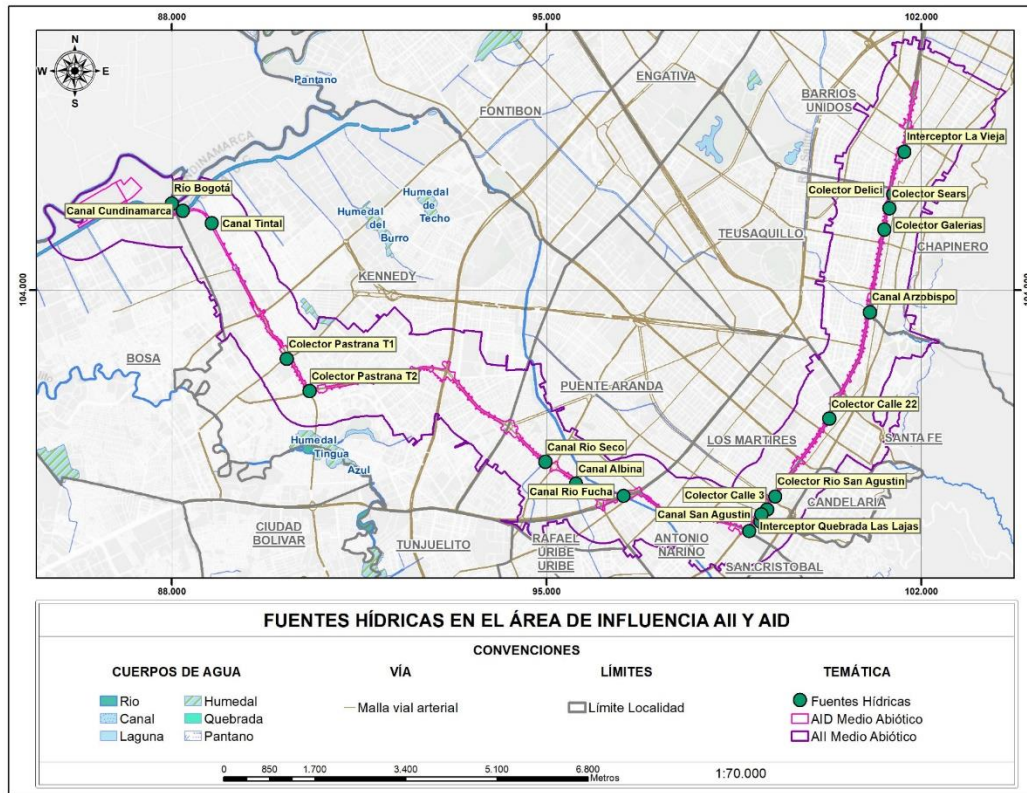 88.000
95.000
102.000
N
W
E
S
Pantano
ENGATIVA
BARRIOS
UNIDOS
FONTIBON
Interceptor La Vieja
Río Bogotá
Canal Cundinamarca
Canal Tintal
Humedal
de
Techo
Humedal
del
Burro
Colector Delici
Colector Sears
Colector Galerías
TEUSAQUILLO
CHAPINERO
KENNEDY
104.000
104.000
Canal Arzobispo
BOSA
Colector Pastrana T1
Colector Pastrana T2
PUENTE ARANDA
Colector Calle 22
LOS MARTIRES
SANTA FE
Humedal
Tingua
Azul
Canal Rio Seco
Canal Albina
Canal Rio Fucha
Colector Rio San Agustin
Colector Calle 3
CANDELARIA
Canal San Agustin
Interceptor Quebrada Las Lajas
CIUDAD
BOLIVAR
TUNJUELITO
RAFAEL
URIBE
URIBE
ANTONIO
NARIÑO
SAN CRISTOBAL
88.000
95.000
102.000
FUENTES HÍDRICAS EN EL ÁREA DE INFLUENCIA AII Y AID
CONVENCIONES
CUERPOS DE AGUA
VÍA
LÍMITES
TEMÁTICA
Rio
Humedal
Malla vial arterial
Límite Localidad
Fuentes Hídricas
Canal
Quebrada
AID Medio Abiótico
Laguna
Pantano
AII Medio Abiótico
0 850 1.700 3.400 5.100 6.800
Metros
1:70.000